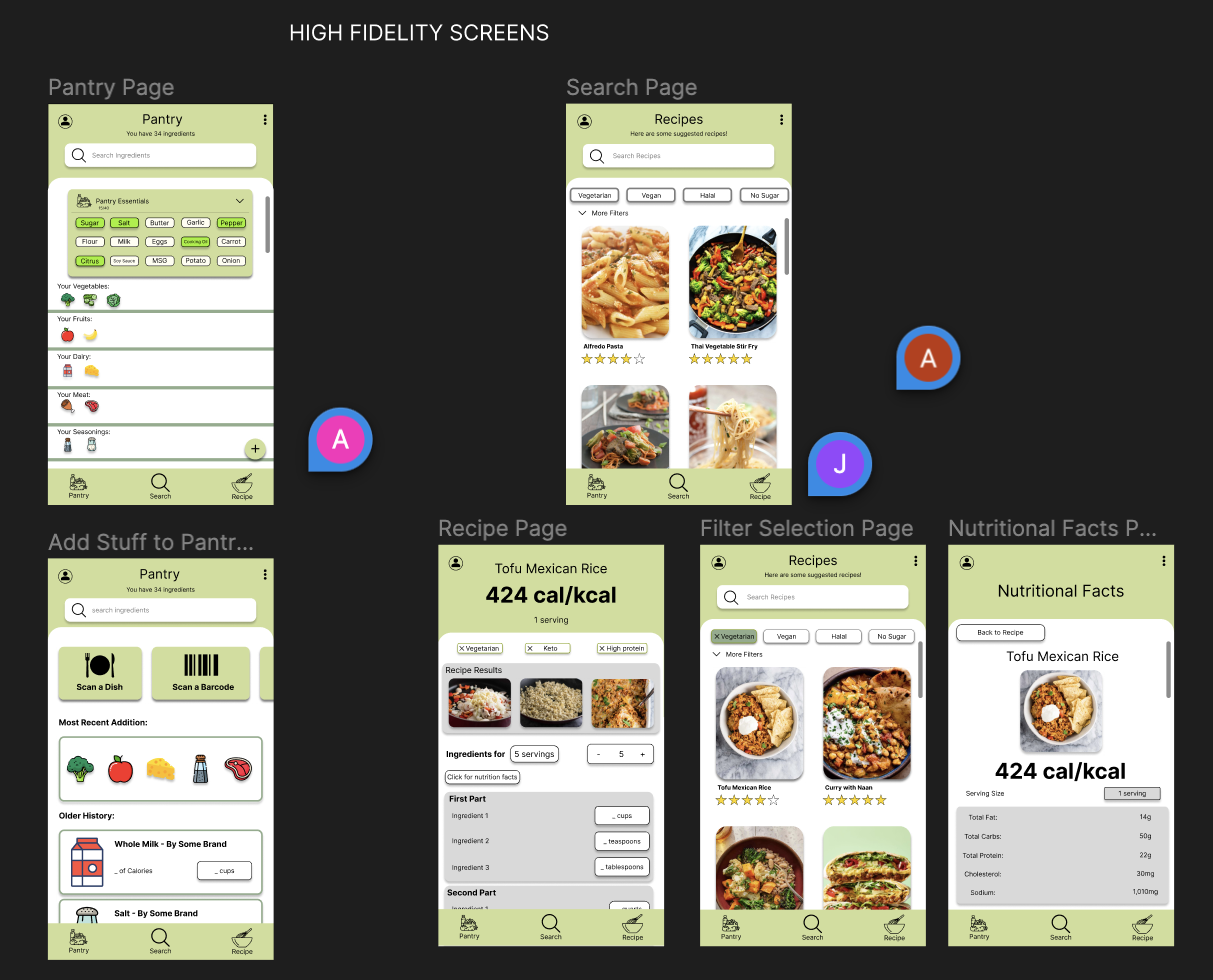 HIGH FIDELITY SCREENS
Pantry Page
Pantry
You have 34 ingredients
Search ingredients
Pantry Essentials
15/40
Sugar Salt Butter Garlic Pepper
Flour Milk Eggs Cooking Oil Carrot
Citrus Soy Sauce MSG Potato Onion
Your Vegetables:
Your Fruits:
Your Dairy:
Your Meat:
Your Seasonings:
+
Pantry Search Recipe
Search Page
Recipes
Here are some suggested recipes!
Search Recipes
Vegetarian Vegan Halal No Sugar
More Filters
Alfredo Pasta Thai Vegetable Stir Fry
Pantry Search Recipe
A
A
J
Add Stuff to Pantr...
Pantry
You have 34 ingredients
search ingredients
Scan a Dish Scan a Barcode
Most Recent Addition:
Older History:
Whole Milk - By Some Brand
_ of Calories _ cups
Salt - By Some Brand
Pantry Search Recipe
Recipe Page
Tofu Mexican Rice
424 cal/kcal
1 serving
X Vegetarian X Keto X High protein
Recipe Results
Ingredients for 5 servings - 5 +
Click for nutrition facts
First Part
Ingredient 1 _ cups
Ingredient 2 _ teaspoons
Ingredient 3 _ tablespoons
Second Part
Pantry Search Recipe
Filter Selection Page
Recipes
Here are some suggested recipes!
Search Recipes
X Vegetarian Vegan Halal No Sugar
More Filters
Tofu Mexican Rice Curry with Naan
Pantry Search Recipe
Nutritional Facts P...
Nutritional Facts
Back to Recipe
Tofu Mexican Rice
424 cal/kcal
Serving Size 1 serving
Total Fat: 14g
Total Carbs: 50g
Total Protein: 22g
Cholesterol: 30mg
Sodium: 1,010mg
Pantry Search Recipe